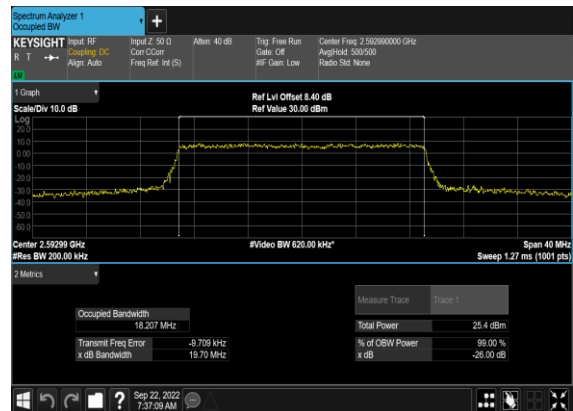 Spectrum Analyzer 1
Occupied BW
+
KEYSIGHT
R T
LU
Input: RF
Coupling: DC
Align: Auto
Input Z: 50 Ω
Corr CCorr
Freq Ref: Int (S)
Atten: 40 dB
Trig: Free Run
Gate: Off
#IF Gain: Low
Center Freq: 2.592990000 GHz
Avg|Hold: 500/500
Radio Std: None
1 Graph
Scale/Div 10.0 dB
Ref Lvl Offset 8.40 dB
Ref Value 30.00 dBm
Log
20.0
10.0
0.00
-10.0
-20.0
-30.0
-40.0
-50.0
-60.0
Center 2.59299 GHz
#Res BW 200.00 kHz
#Video BW 620.00 kHz*
Span 40 MHz
Sweep 1.27 ms (1001 pts)
2 Metrics
Measure Trace Trace 1
Occupied Bandwidth
18.207 MHz
Total Power 25.4 dBm
Transmit Freq Error -9.709 kHz
% of OBW Power 99.00 %
x dB Bandwidth 19.70 MHz
x dB -26.00 dB
?
Sep 22, 2022
7:37:09 AM